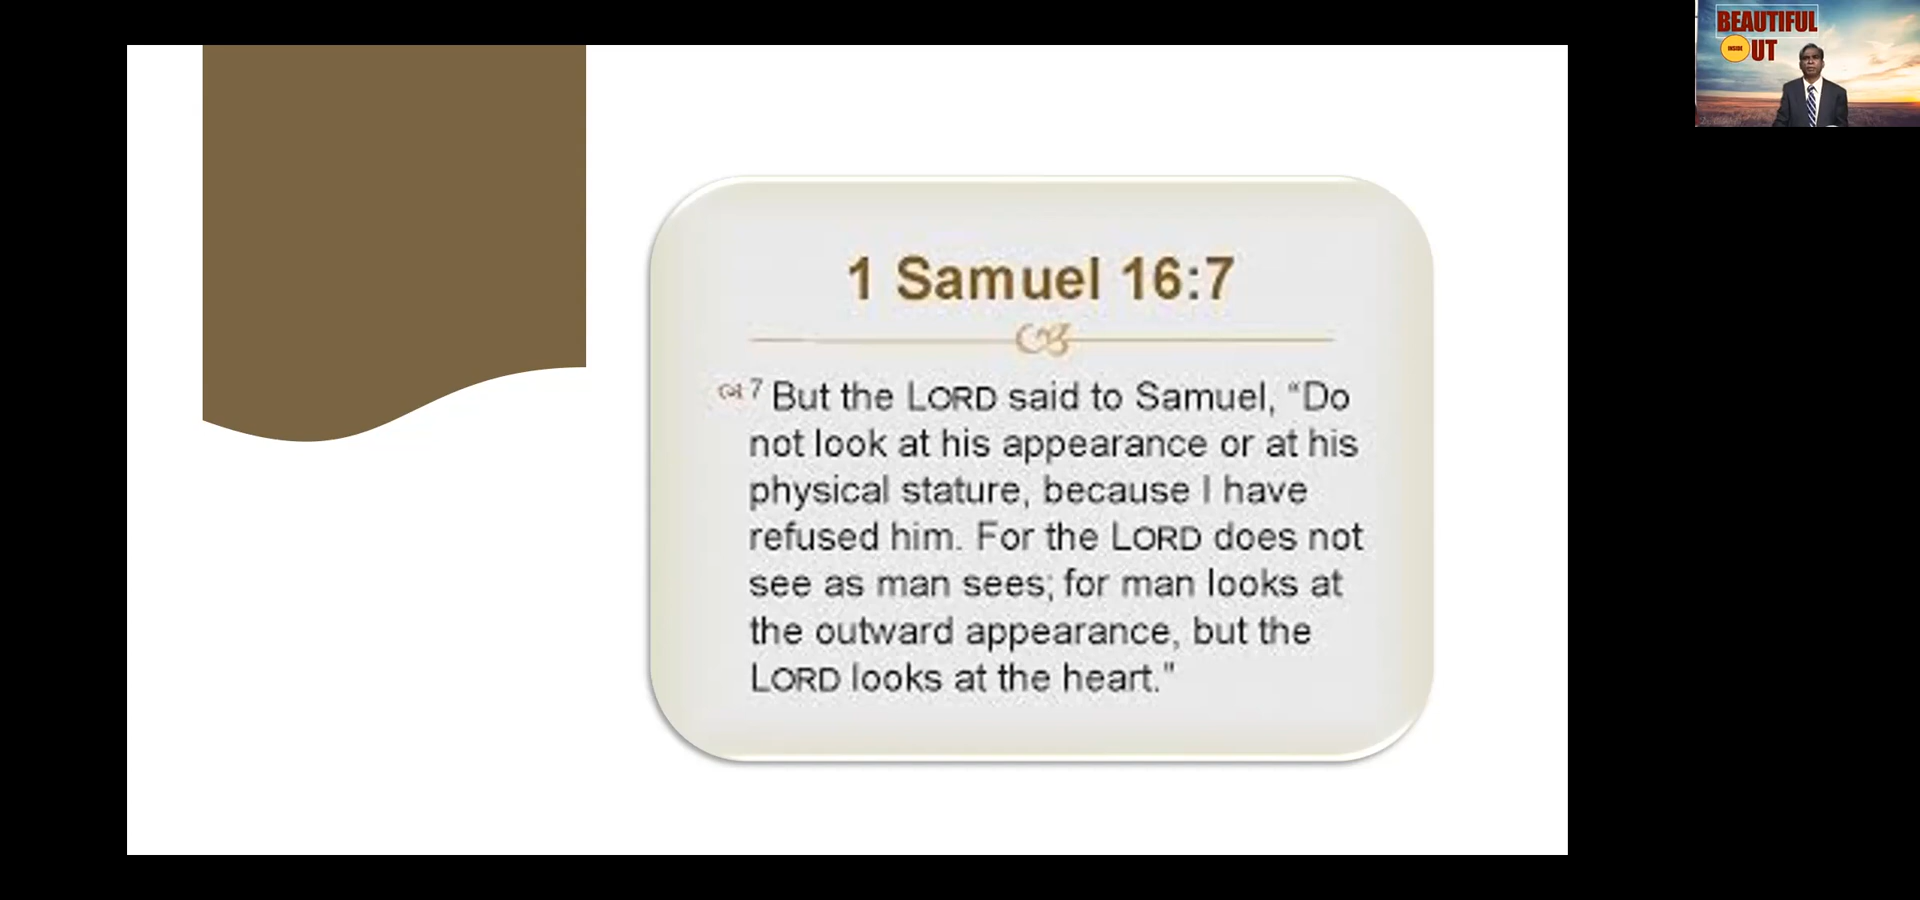 1 Samuel 16:7
7 But the LORD said to Samuel, “Do
not look at his appearance or at his
physical stature, because I have
refused him. For the LORD does not
see as man sees; for man looks at
the outward appearance, but the
LORD looks at the heart."
BEAUTIFUL
INSIDE
UT